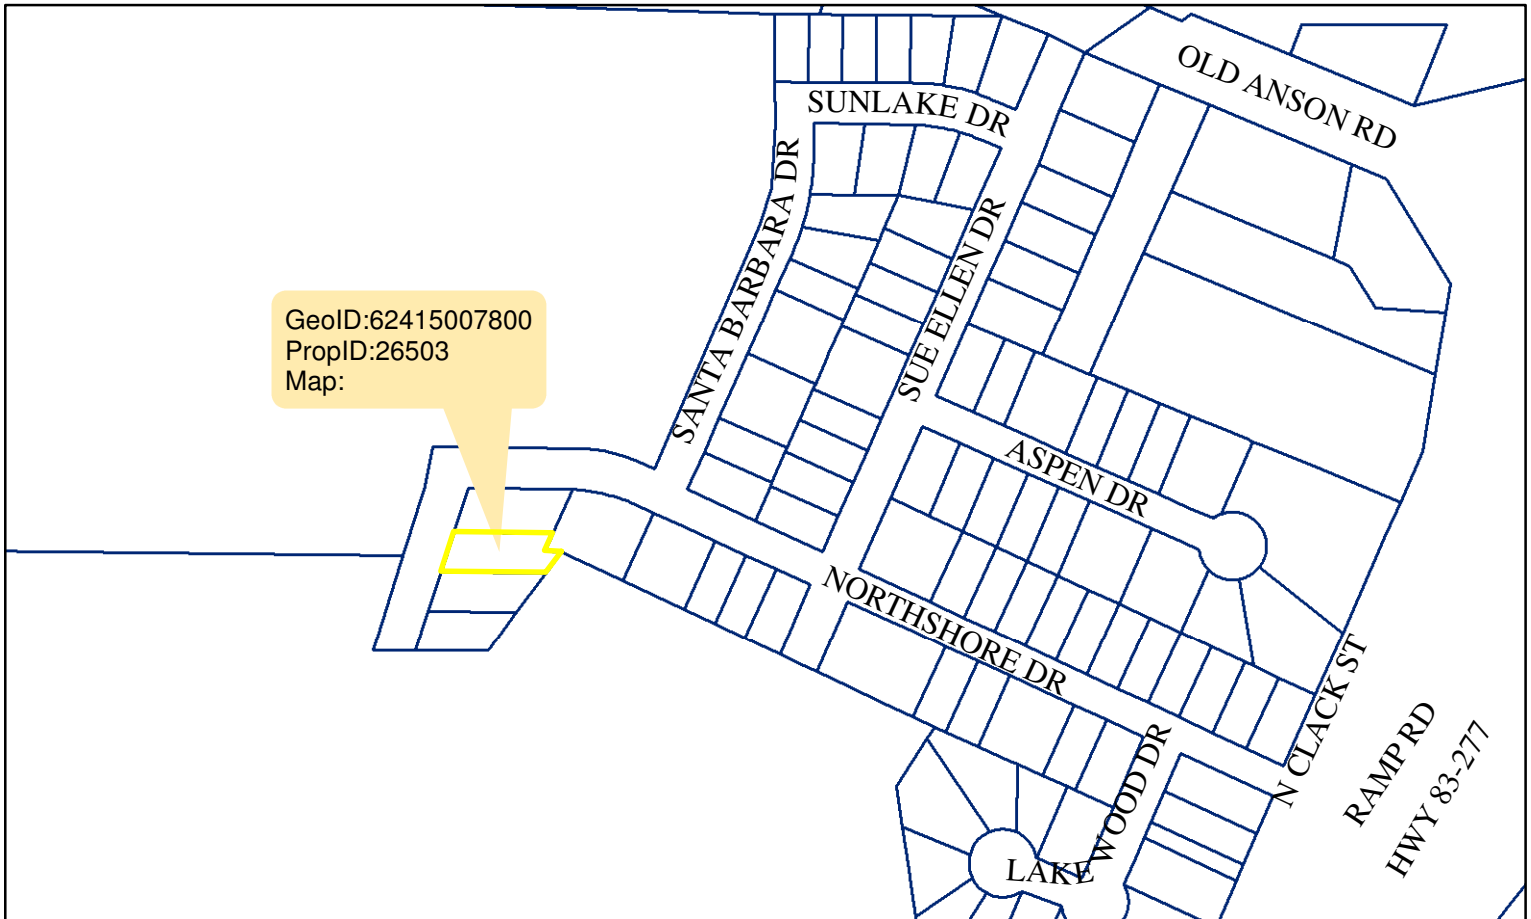 OLD ANSON RD
SUNLAKE DR
SANTA BARBARA DR
SUE ELLEN DR
GeoID:62415007800
PropID:26503
Map:
ASPEN DR
NORTHSHORE DR
N CLACK ST
RAMP RD
HWY 83-277
LAKE WOOD DR